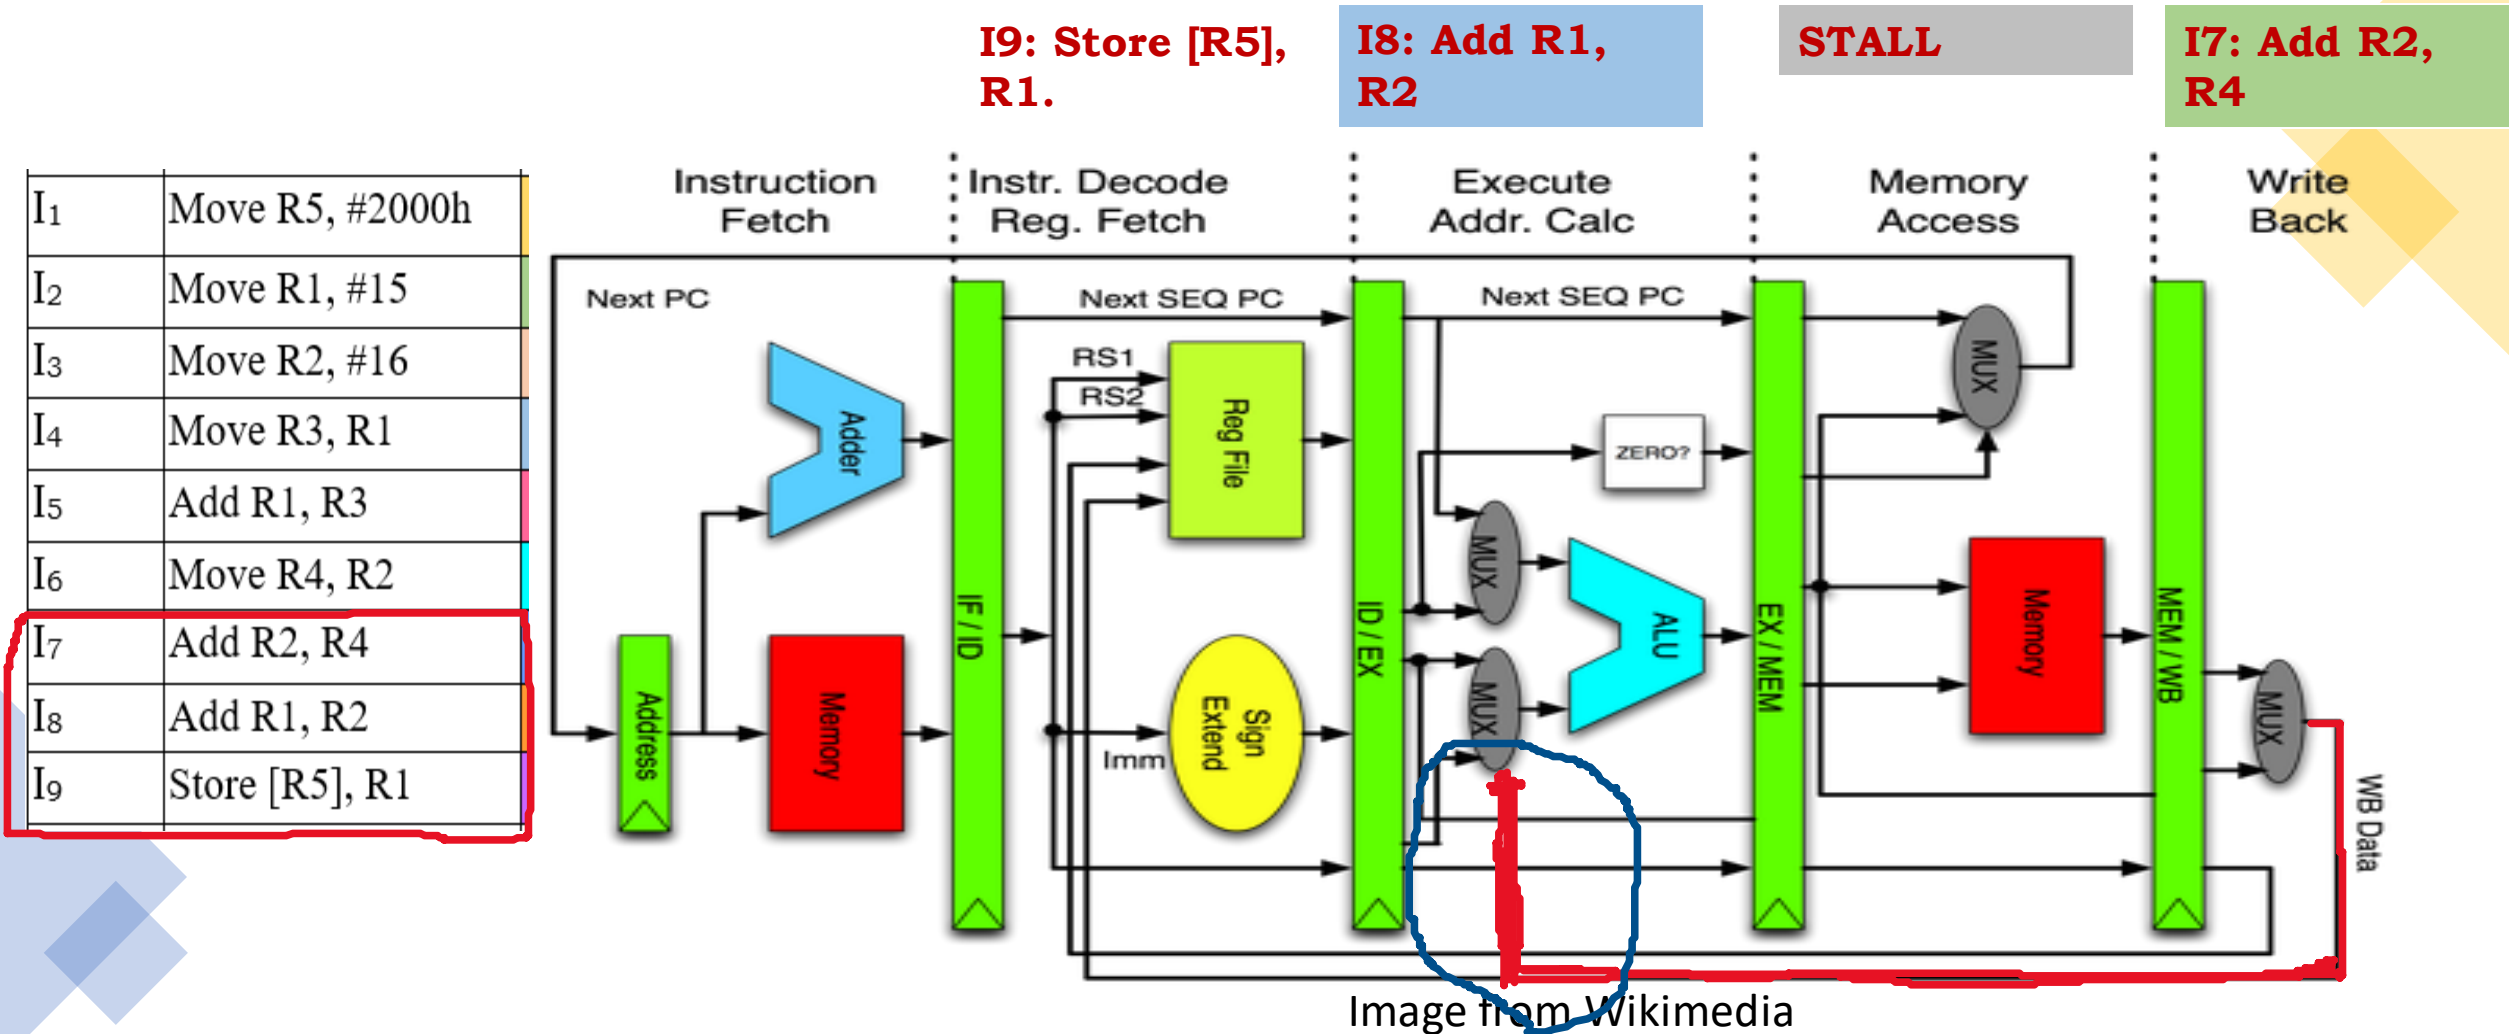 I9: Store [R5],
R1.
I8: Add R1,
R2
STALL
I7: Add R2,
R4
I1 Move R5, #2000h
I2 Move R1, #15
I3 Move R2, #16
I4 Move R3, R1
I5 Add R1, R3
I6 Move R4, R2
I7 Add R2, R4
I8 Add R1, R2
I9 Store [R5], R1
Instruction
Fetch
Instr. Decode
Reg. Fetch
Execute
Addr. Calc
Memory
Access
Write
Back
Next PC
Next SEQ PC
Next SEQ PC
RS1
RS2
Adder
Reg File
ZERO?
MUX
MUX
ALU
MUX
IF / ID
ID / EX
EX / MEM
MEM / WB
Address
Memory
Sign
Extend
Imm
Memory
MUX
WB Data
Image from Wikimedia